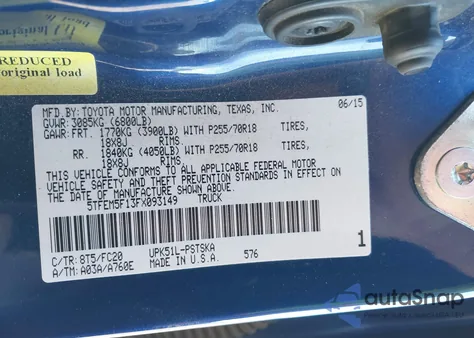 REDUCED
original load
MFD.BY: TOYOTA MOTOR MANUFACTURING, TEXAS, INC.
06/15
GVWR: 3085KG (6800LB)
GAWR: FRT. 1770KG (3900LB) WITH P255/70R18 TIRES,
18X8J RIMS
RR. 1840KG (4050LB) WITH P255/70R18 TIRES,
18X8J RIMS
THIS VEHICLE CONFORMS TO ALL APPLICABLE FEDERAL MOTOR
VEHICLE SAFETY AND THEFT PREVENTION STANDARDS IN EFFECT ON
THE DATE OF MANUFACTURE SHOWN ABOVE.
5TFEM5F13FX093149 TRUCK
C/TR: 8T5/FC20 UPK51L-PSTSKA
A/TM: A03A/A760E MADE IN U.S.A. 576
1
autoSnap